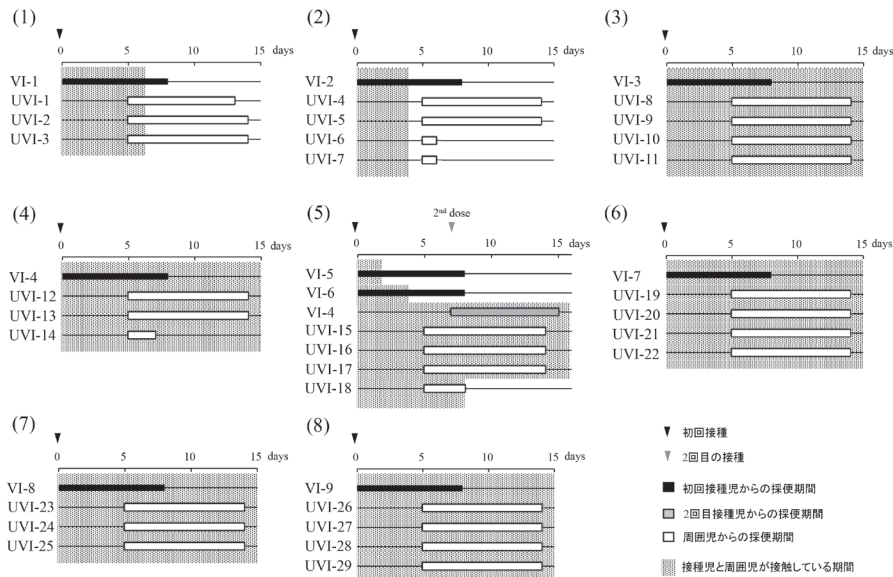 (1)
0 5 10 15 days
VI-1
UVI-1
UVI-2
UVI-3
(2)
0 5 10 15 days
VI-2
UVI-4
UVI-5
UVI-6
UVI-7
(3)
0 5 10 15 days
VI-3
UVI-8
UVI-9
UVI-10
UVI-11
(4)
0 5 10 15 days
VI-4
UVI-12
UVI-13
UVI-14
(5)
2nd dose
0 5 10 15 days
VI-5
VI-6
VI-4
UVI-15
UVI-16
UVI-17
UVI-18
(6)
0 5 10 15 days
VI-7
UVI-19
UVI-20
UVI-21
UVI-22
(7)
0 5 10 15 days
VI-8
UVI-23
UVI-24
UVI-25
(8)
0 5 10 15 days
VI-9
UVI-26
UVI-27
UVI-28
UVI-29
初回接種
2回目の接種
初回接種児からの採便期間
2回目接種児からの採便期間
周囲児からの採便期間
接種児と周囲児が接触している期間